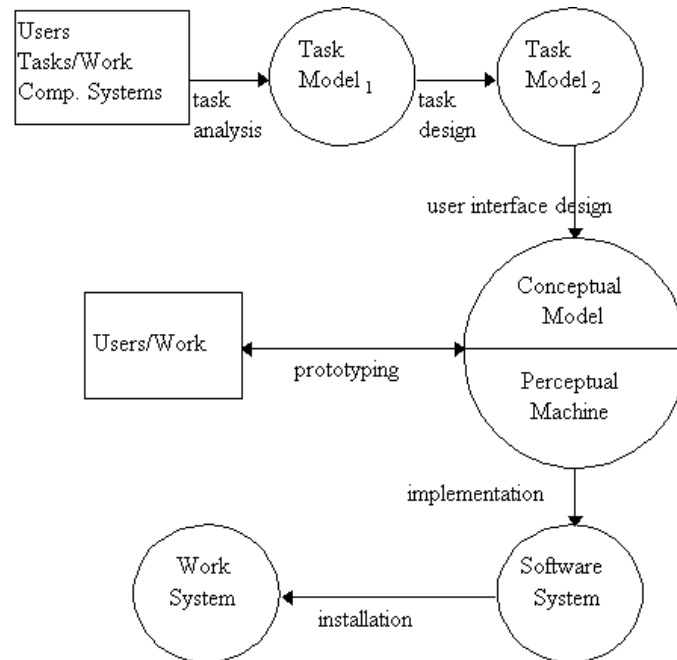 Users
Tasks/Work
Comp. Systems
task
analysis
Task
Model 1
task
design
Task
Model 2
user interface design
Conceptual
Model
Users/Work
prototyping
Perceptual
Machine
implementation
Work
System
installation
Software
System